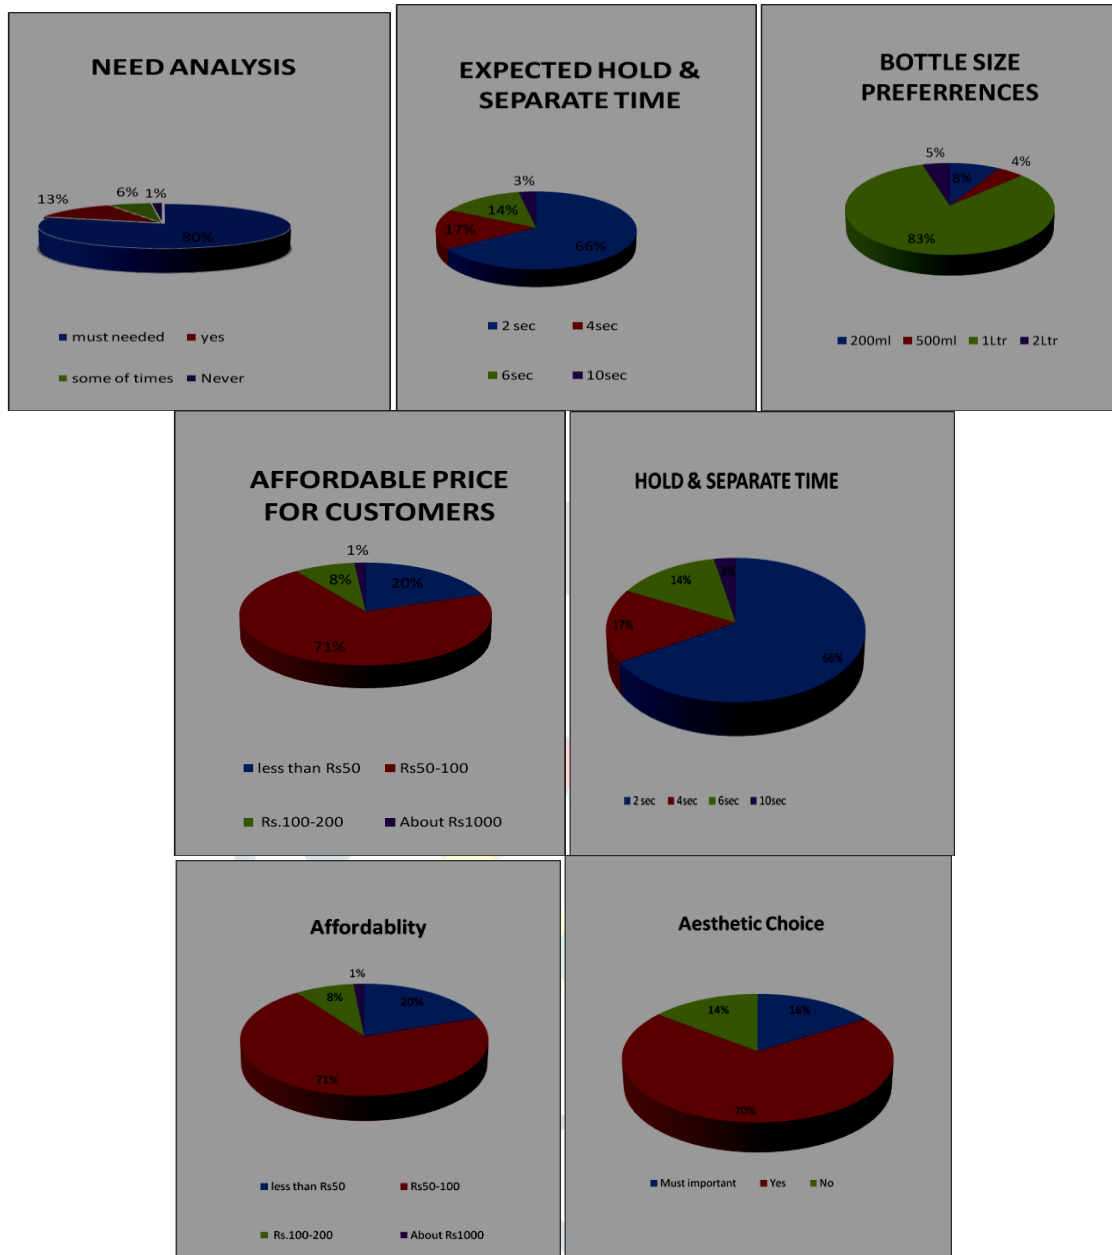 NEED ANALYSIS
13%
6%
1%
80%
must needed yes
some of times Never
EXPECTED HOLD &
SEPARATE TIME
3%
14%
17%
66%
2 sec 4sec
6sec 10sec
BOTTLE SIZE
PREFERRENCES
5%
4%
8%
83%
200ml 500ml 1Ltr 2Ltr
AFFORDABLE PRICE
FOR CUSTOMERS
1%
8%
20%
71%
less than Rs50 Rs50-100
Rs.100-200 About Rs1000
HOLD & SEPARATE TIME
3%
14%
17%
66%
2 sec 4sec 6sec 10sec
Affordablity
1%
8%
20%
71%
less than Rs50 Rs50-100
Rs.100-200 About Rs1000
Aesthetic Choice
14%
16%
70%
Must important Yes No